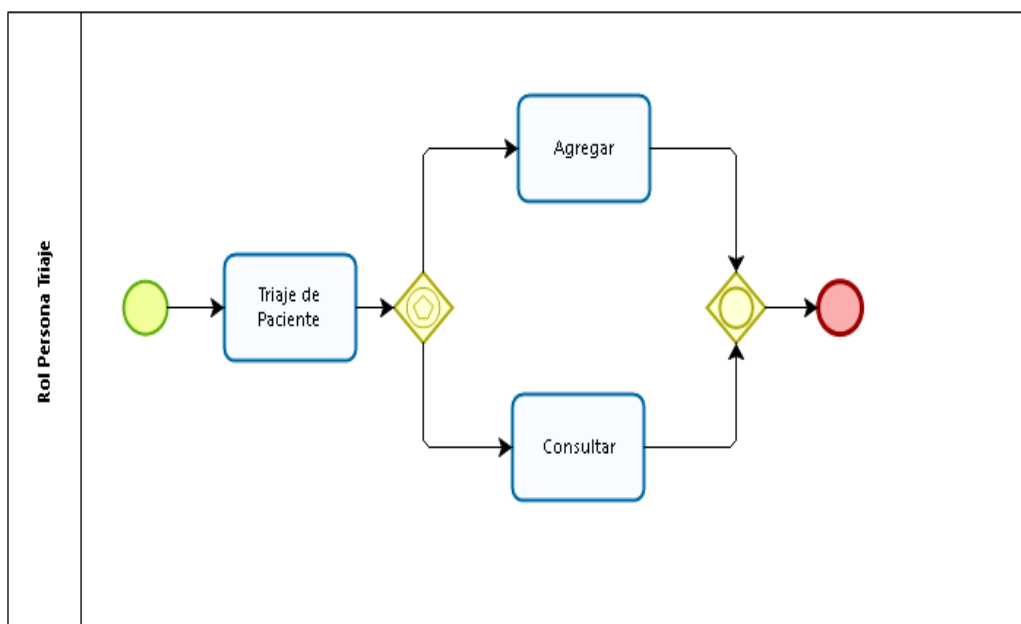 Rol Persona Triaje
Triaje de
Paciente
Agregar
Consultar